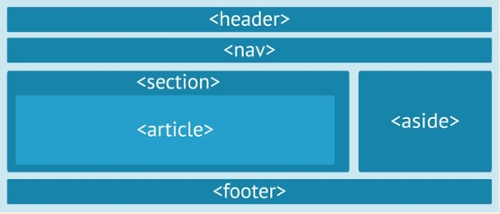 <header>
<nav>
<section>
<article>
<aside>
<footer>